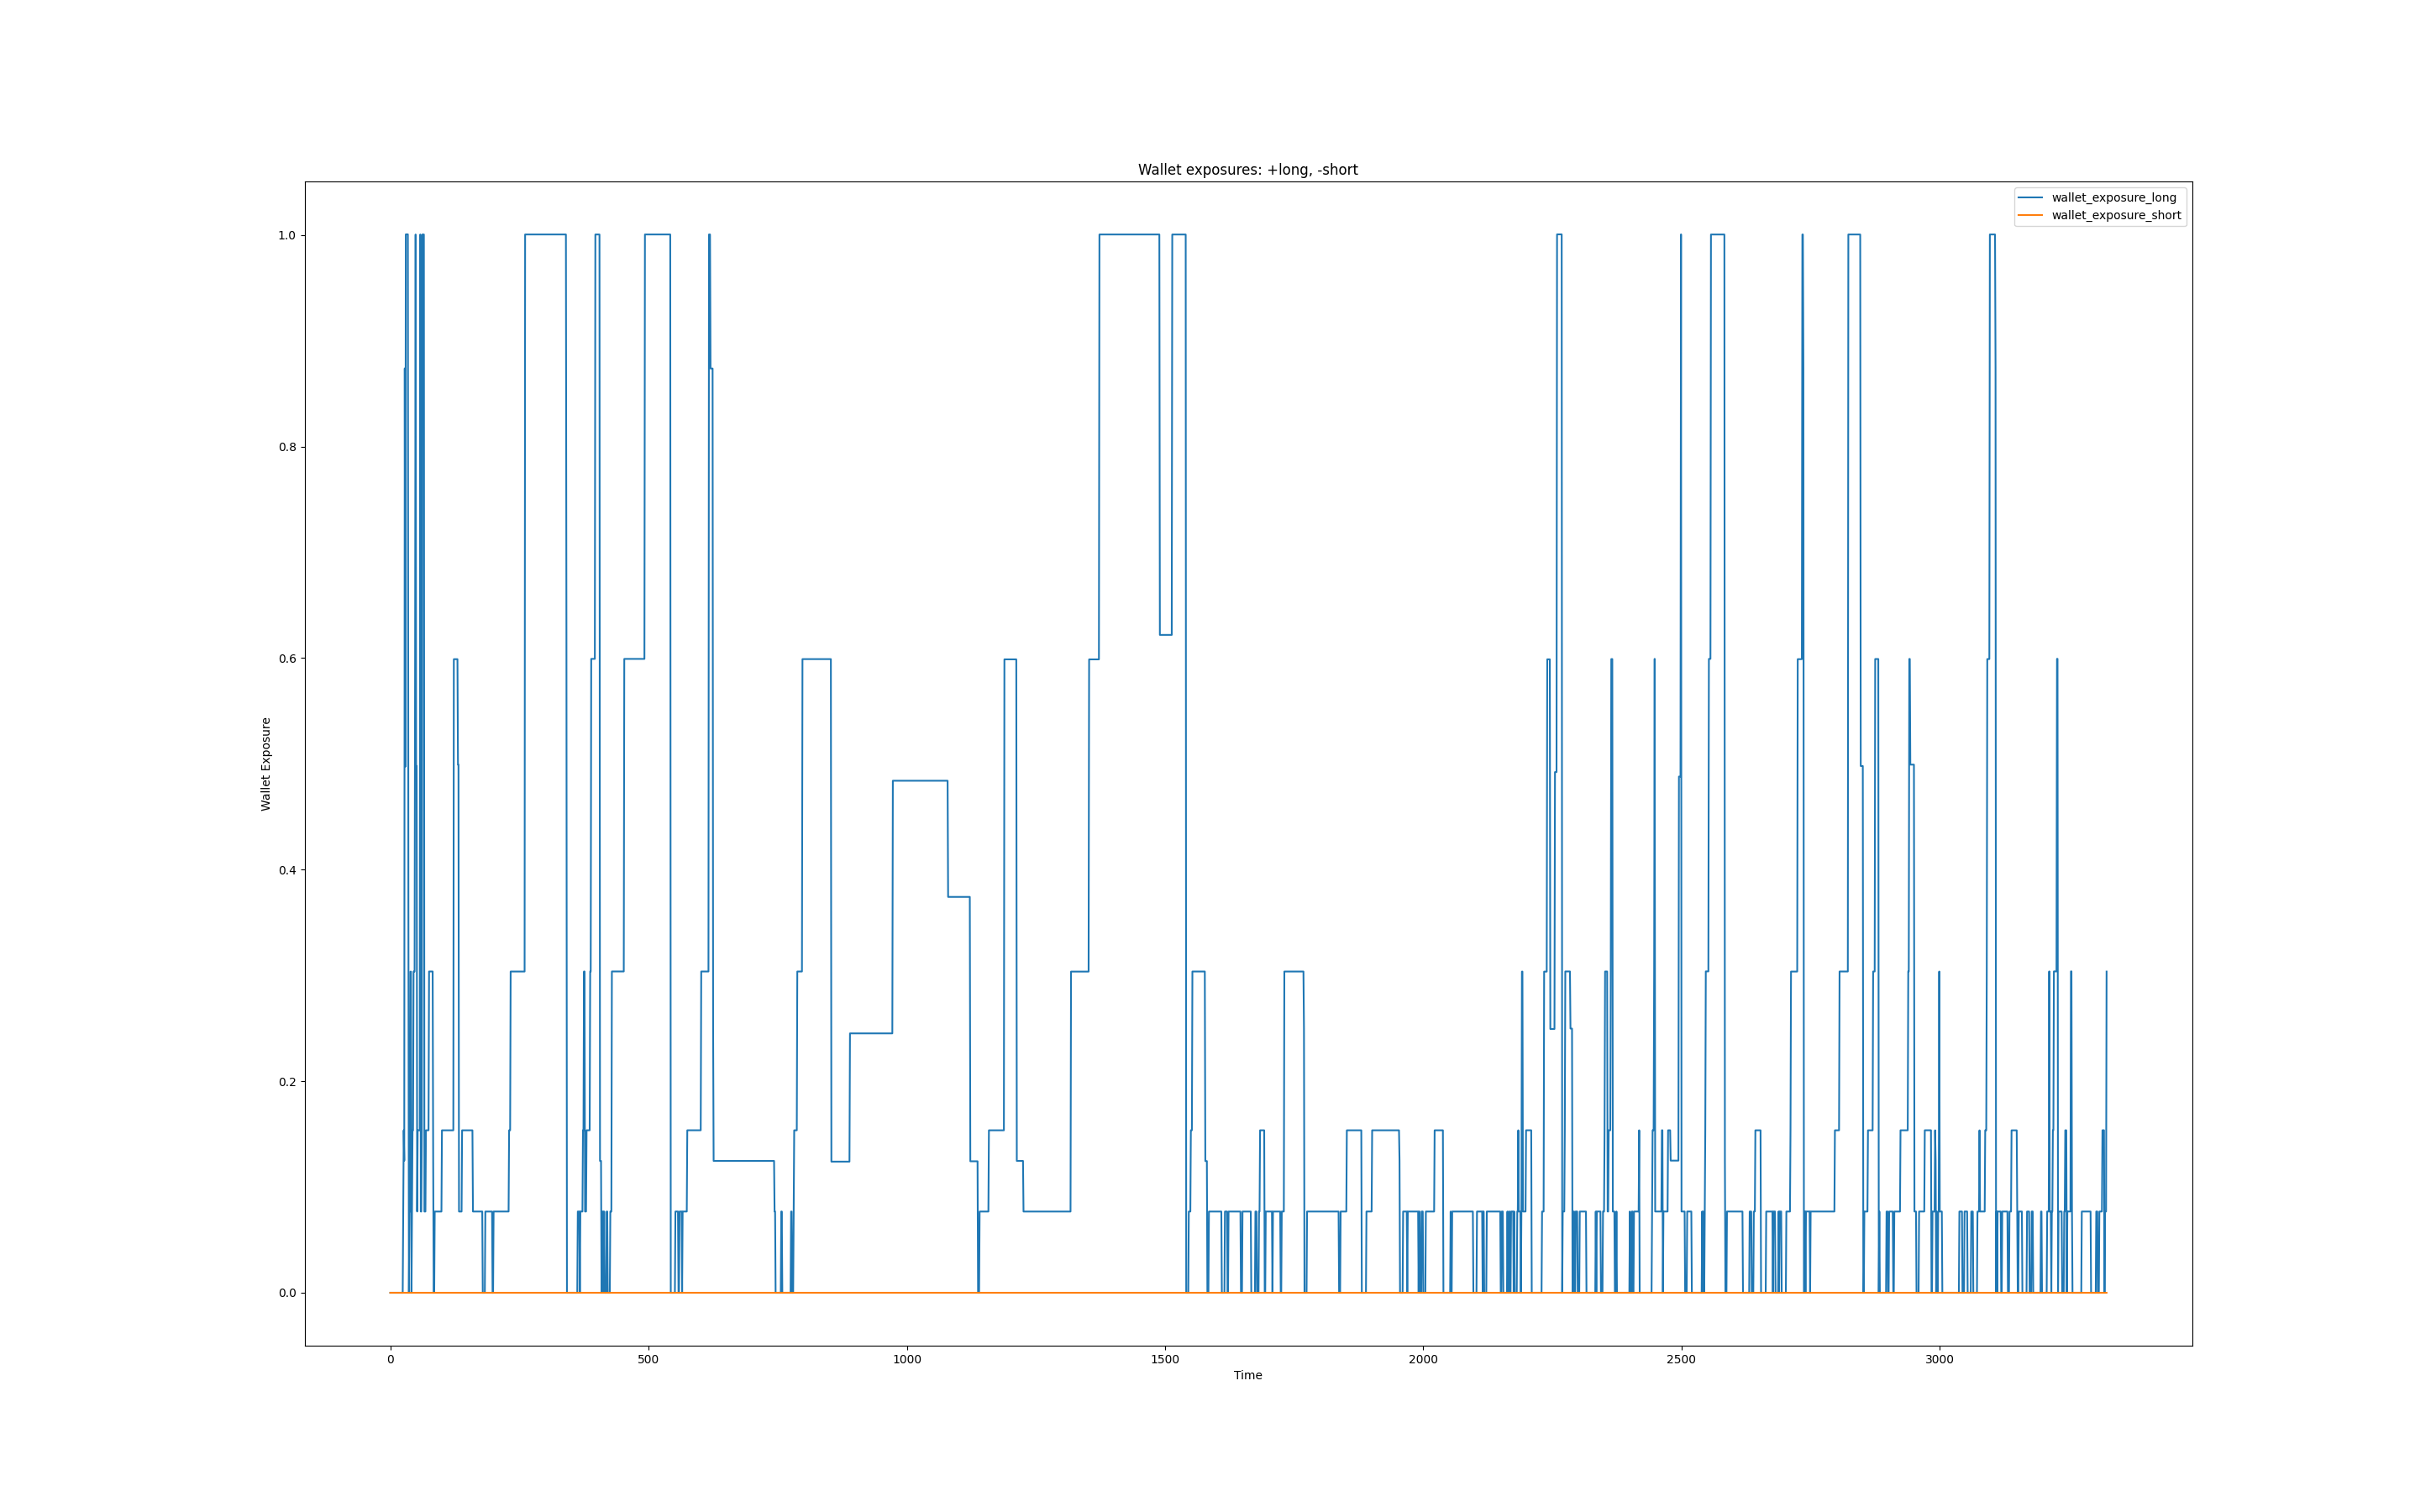 Wallet exposures: +long, -short
wallet_exposure_long
wallet_exposure_short
1.0
0.8
0.6
0.4
0.2
0.0
Wallet Exposure
0 500 1000 1500 2000 2500 3000
Time